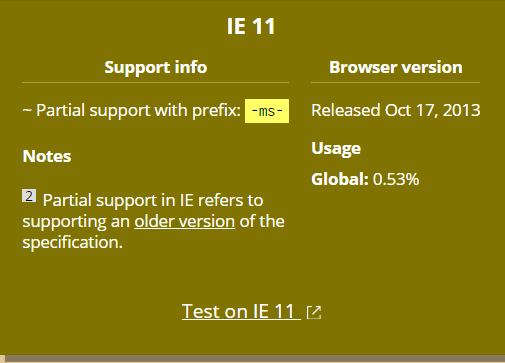 IE 11
Support info
~ Partial support with prefix: -ms-
Notes
2 Partial support in IE refers to
supporting an older version of the
specification.
Browser version
Released Oct 17, 2013
Usage
Global: 0.53%
Test on IE 11